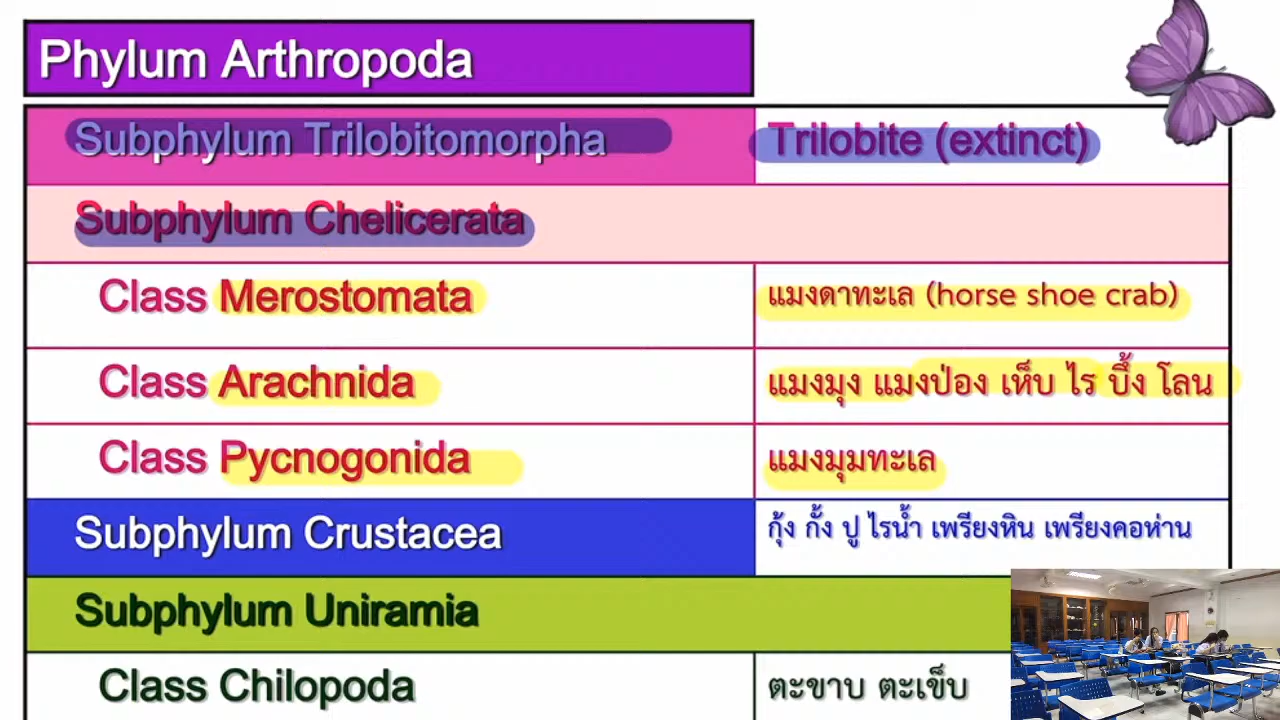 Phylum Arthropoda
Subphylum Trilobitomorpha Trilobite (extinct)
Subphylum Chelicerata
Class Merostomata แมงดาทะเล (horse shoe crab)
Class Arachnida แมงมุง แมงป่อง เห็บ ไร บึ้ง โลน
Class Pycnogonida แมงมุมทะเล
Subphylum Crustacea กุ้ง กั้ง ปู ไรน้ำ เพรียงหิน เพรียงคอห่าน
Subphylum Uniramia
Class Chilopoda ตะขาบ ตะเข็บ